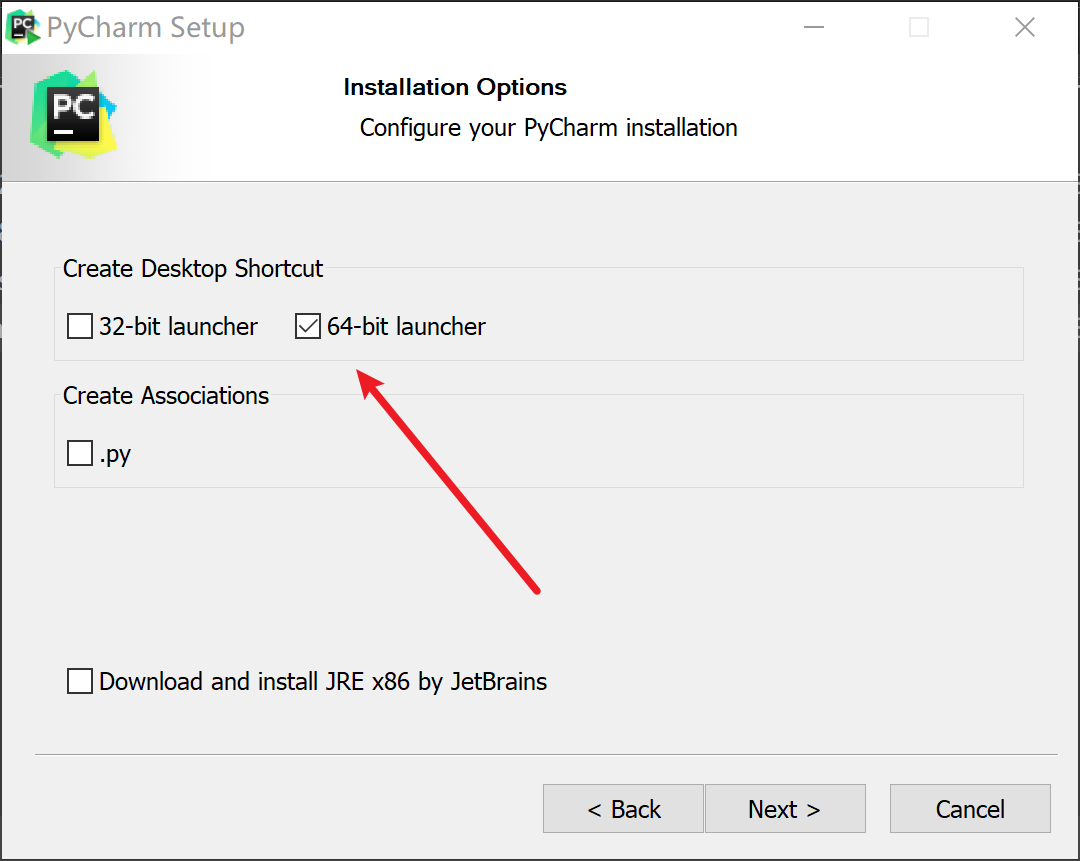 PyCharm Setup
PC
Installation Options
Configure your PyCharm installation
Create Desktop Shortcut
32-bit launcher 64-bit launcher
Create Associations
.py
Download and install JRE x86 by JetBrains
< Back Next > Cancel